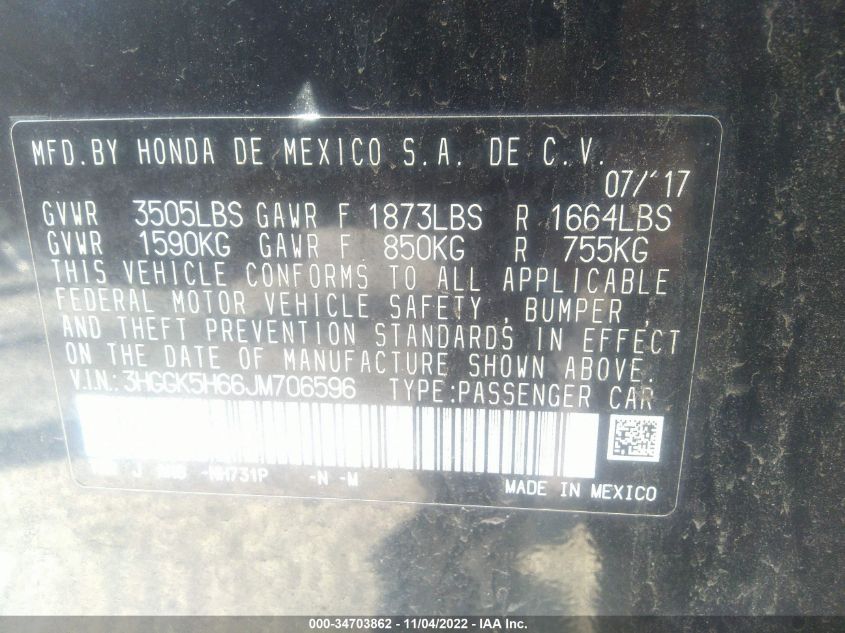 MFD.BY HONDA DE MEXICO S.A. DE C.V.
07/'17
GVWR 3505LBS GAWR F 1873LBS R 1664LBS
GVWR 1590KG GAWR F 850KG R 755KG
THIS VEHICLE CONFORMS TO ALL APPLICABLE
FEDERAL MOTOR VEHICLE SAFETY, BUMPER,
AND THEFT PREVENTION STANDARDS IN EFFECT
ON THE DATE OF MANUFACTURE SHOWN ABOVE.
V.I.N.:3HGGK5H66JM706596 TYPE:PASSENGER CAR
J -NH731P -N -M
MADE IN MEXICO
000-34703862 - 11/04/2022 - IAA Inc.